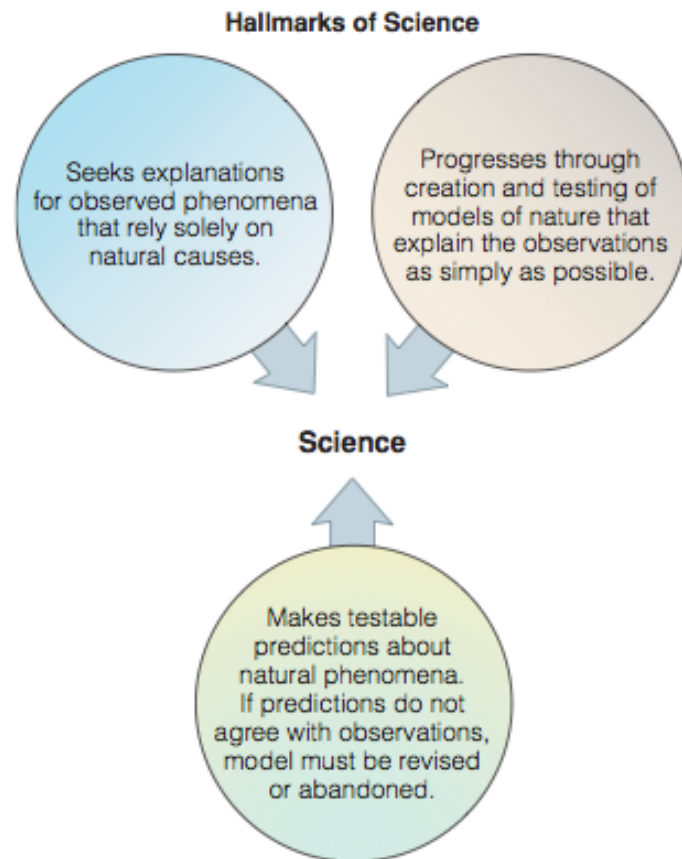 Hallmarks of Science
Seeks explanations
for observed phenomena
that rely solely on
natural causes.
Progresses through
creation and testing of
models of nature that
explain the observations
as simply as possible.
Science
Makes testable
predictions about
natural phenomena.
If predictions do not
agree with observations,
model must be revised
or abandoned.